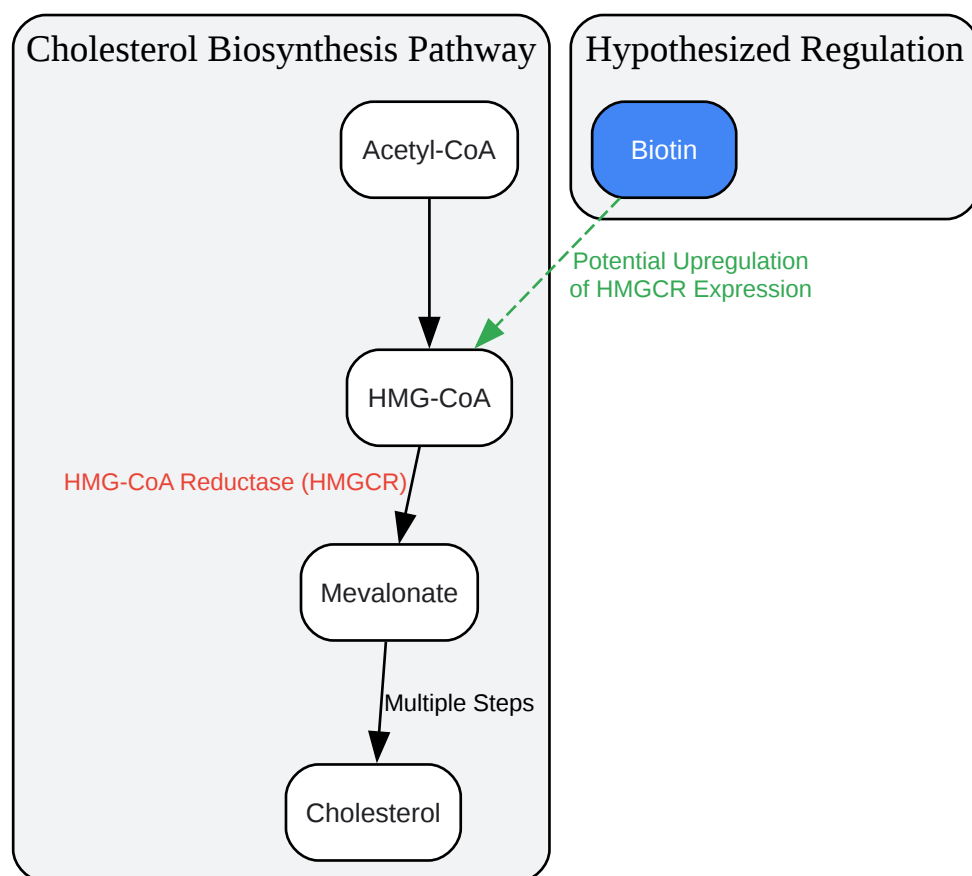 Cholesterol Biosynthesis Pathway
Hypothesized Regulation
Acetyl-CoA
Biotin
Potential Upregulation
of HMGCR Expression
HMG-CoA
HMG-CoA Reductase (HMGCR)
Mevalonate
Multiple Steps
Cholesterol